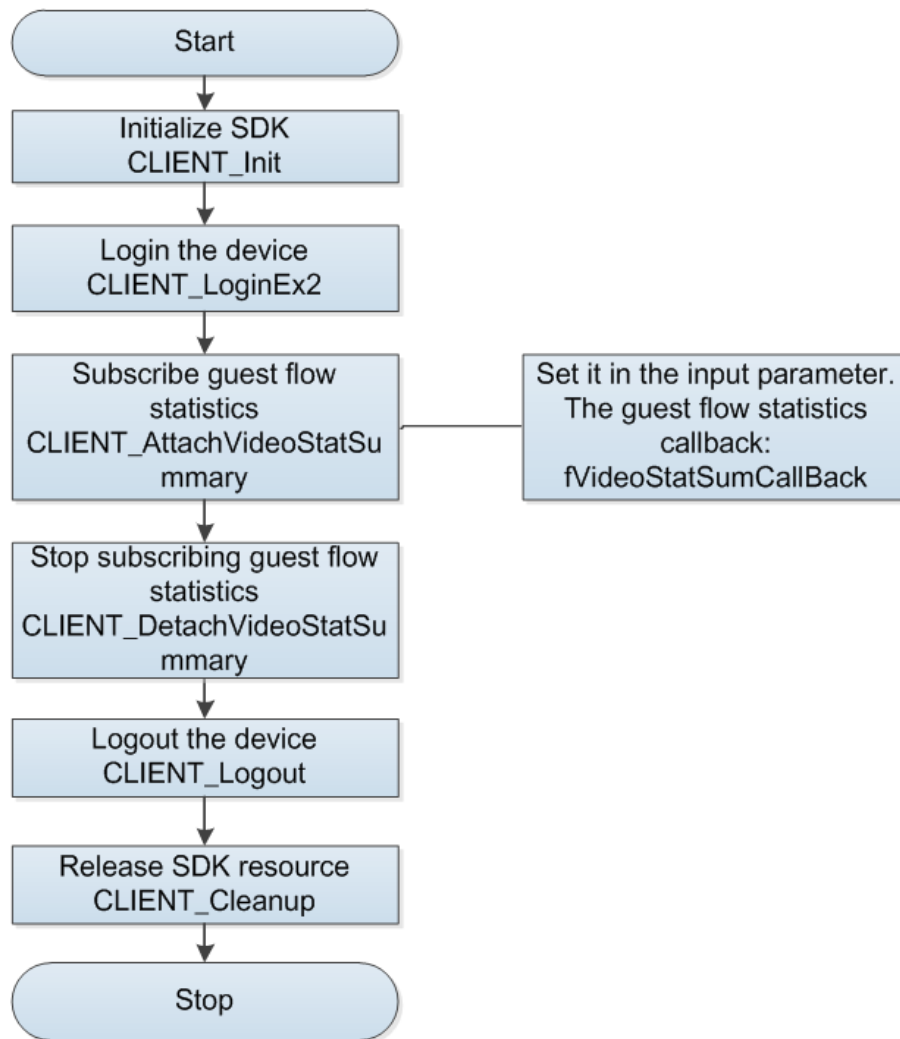 Start
Initialize SDK
CLIENT_Init
Login the device
CLIENT_LoginEx2
Subscribe guest flow
statistics
CLIENT_AttachVideoStatSu
mmary
Set it in the input parameter.
The guest flow statistics
callback:
fVideoStatSumCallBack
Stop subscribing guest flow
statistics
CLIENT_DetachVideoStatSu
mmary
Logout the device
CLIENT_Logout
Release SDK resource
CLIENT_Cleanup
Stop